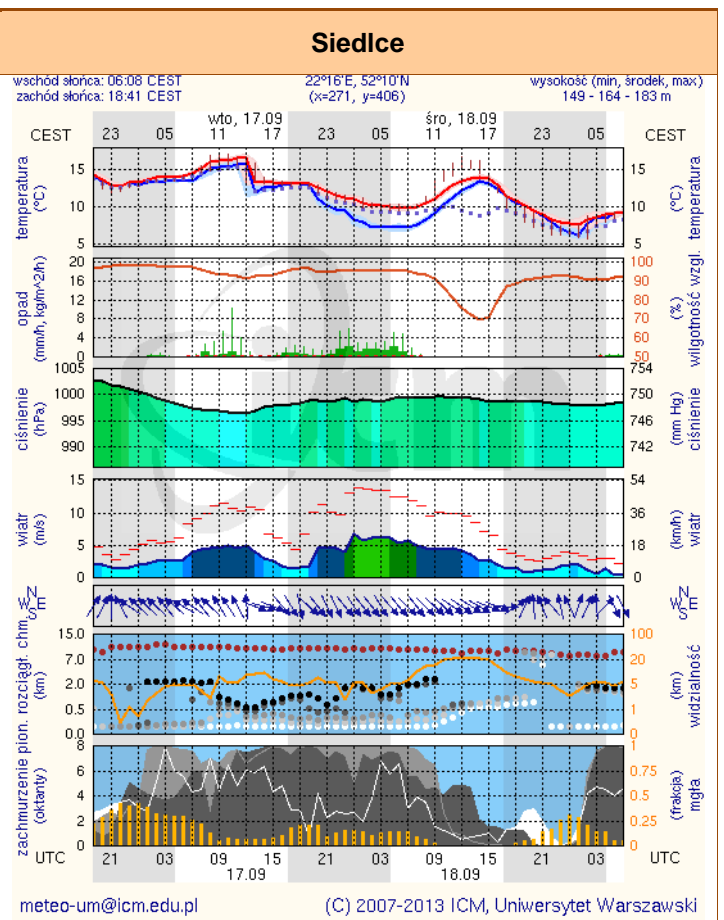 Siedlce
wschód słońca: 06:08 CEST 22°16'E, 52°10'N wysokość (min, środek, max)
zachód słońca: 18:41 CEST (x=271, y=406) 149 - 164 - 183 m
wto, 17.09 śro, 18.09
CEST 23 05 11 17 23 05 11 17 23 05 CEST
temperatura (°C) 15 10 5 15 10 5 (°C) temperatura
opad (mm/h, kg/m^2/h) 20 16 12 8 4 0 100 90 80 70 60 50 (%) wilgotność wzgl.
ciśnienie (hPa) 1005 1000 995 990 754 750 746 742 (mm Hg) ciśnienie
wiatr (m/s) 15 10 5 0 54 36 18 0 (km/h) wiatr
N W E S N W E S
pion. rozciągł. chm. (km) 15.0 7.0 2.0 0.5 0.0 100 20 5 1 0 (km) widzialność
zachmurzenie (oktanty) 8 6 4 2 0 1 0.75 0.5 0.25 0 (frakcja) mgła
UTC 21 03 09 15 21 03 09 15 21 03 UTC
17.09 18.09
meteo-um@icm.edu.pl (C) 2007-2013 ICM, Uniwersytet Warszawski
icm